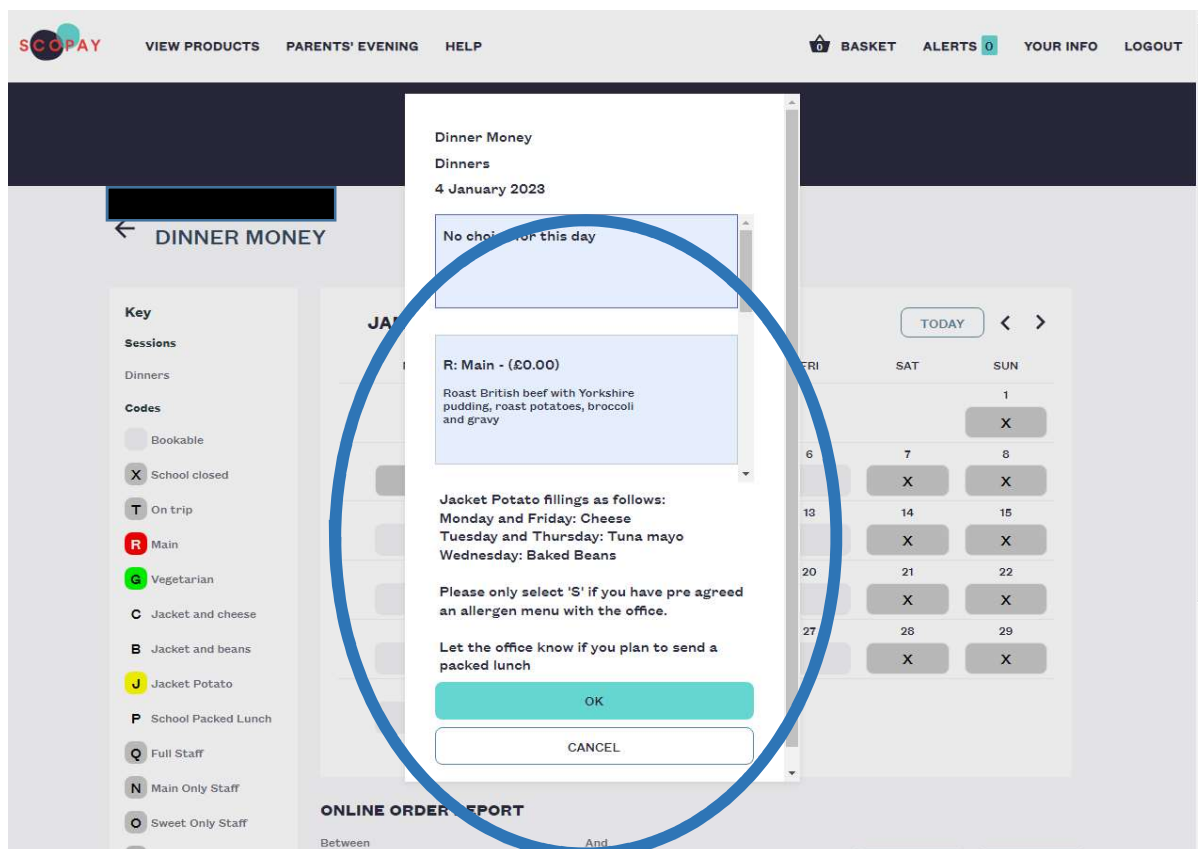 SCOPAY
VIEW PRODUCTS PARENTS' EVENING HELP 0 BASKET ALERTS 0 YOUR INFO LOGOUT
DINNER MONEY
Key
Sessions
Dinners
Codes
Bookable
X School closed
T On trip
R Main
G Vegetarian
C Jacket and cheese
B Jacket and beans
J Jacket Potato
P School Packed Lunch
Q Full Staff
N Main Only Staff
O Sweet Only Staff
Dinner Money
Dinners
4 January 2023
No choice for this day
R: Main - (£0.00)
Roast British beef with Yorkshire
pudding, roast potatoes, broccoli
and gravy
Jacket Potato fillings as follows:
Monday and Friday: Cheese
Tuesday and Thursday: Tuna mayo
Wednesday: Baked Beans
Please only select 'S' if you have pre agreed
an allergen menu with the office.
Let the office know if you plan to send a
packed lunch
OK
CANCEL
TODAY
FRI SAT SUN
1
X
6 7 8
X X
13 14 15
X X
20 21 22
X X
27 28 29
X X
ONLINE ORDER REPORT
Between And